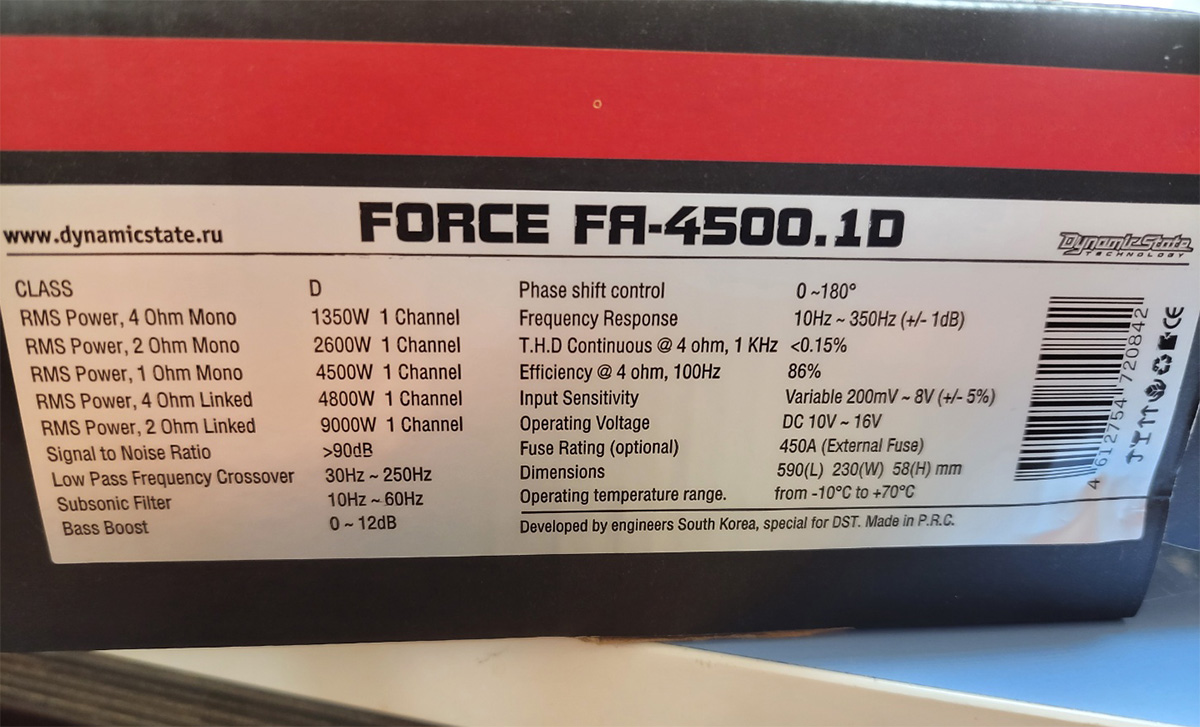 www.dynamicstate.ru
FORCE FA-4500.1D
DynamicState
TECHNOLOGY
CLASS D
RMS Power, 4 Ohm Mono 1350W 1 Channel
RMS Power, 2 Ohm Mono 2600W 1 Channel
RMS Power, 1 Ohm Mono 4500W 1 Channel
RMS Power, 4 Ohm Linked 4800W 1 Channel
RMS Power, 2 Ohm Linked 9000W 1 Channel
Signal to Noise Ratio >90dB
Low Pass Frequency Crossover 30Hz ~ 250Hz
Subsonic Filter 10Hz ~ 60Hz
Bass Boost 0 ~ 12dB
Phase shift control 0 ~180°
Frequency Response 10Hz ~ 350Hz (+/- 1dB)
T.H.D Continuous @ 4 ohm, 1 KHz <0.15%
Efficiency @ 4 ohm, 100Hz 86%
Input Sensitivity Variable 200mV ~ 8V (+/- 5%)
Operating Voltage DC 10V ~ 16V
Fuse Rating (optional) 450A (External Fuse)
Dimensions 590(L) 230(W) 58(H) mm
Operating temperature range. from -10°C to +70°C
Developed by engineers South Korea, special for DST. Made in P.R.C.
4 612754 720842
CE